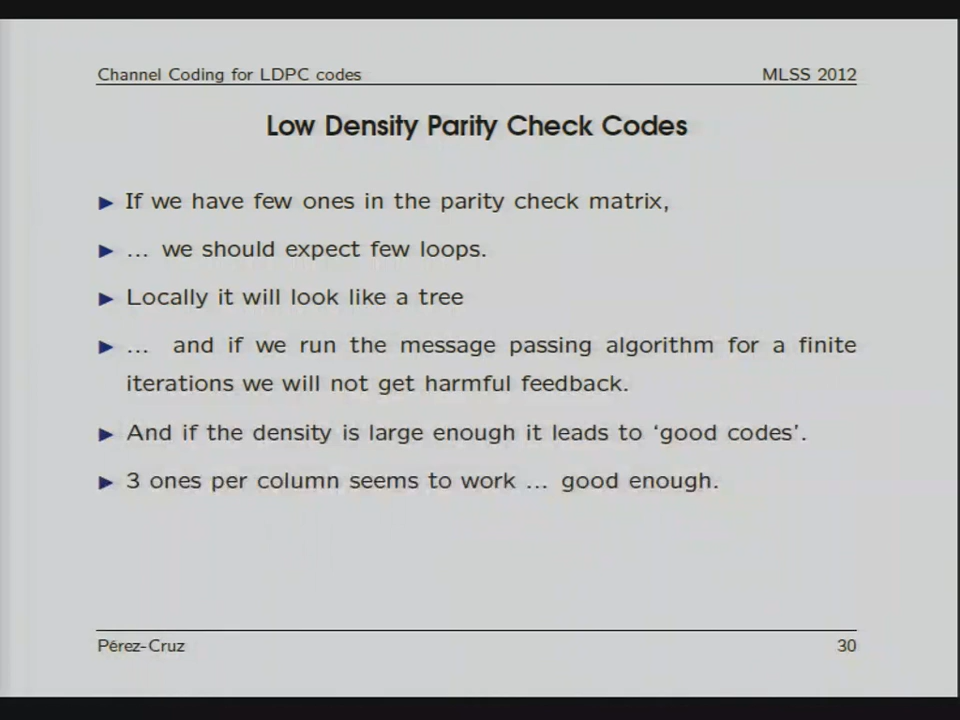 Channel Coding for LDPC codes MLSS 2012
Low Density Parity Check Codes
▶ If we have few ones in the parity check matrix,
▶ ... we should expect few loops.
▶ Locally it will look like a tree
▶ ... and if we run the message passing algorithm for a finite
iterations we will not get harmful feedback.
▶ And if the density is large enough it leads to ‘good codes’.
▶ 3 ones per column seems to work ... good enough.
Pérez-Cruz 30